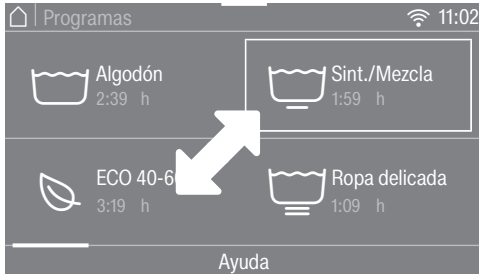 Programas 11:02
Algodón
2:39 h
Sint./Mezcla
1:59 h
ECO 40-6
3:19 h
Ropa delicada
1:09 h
Ayuda